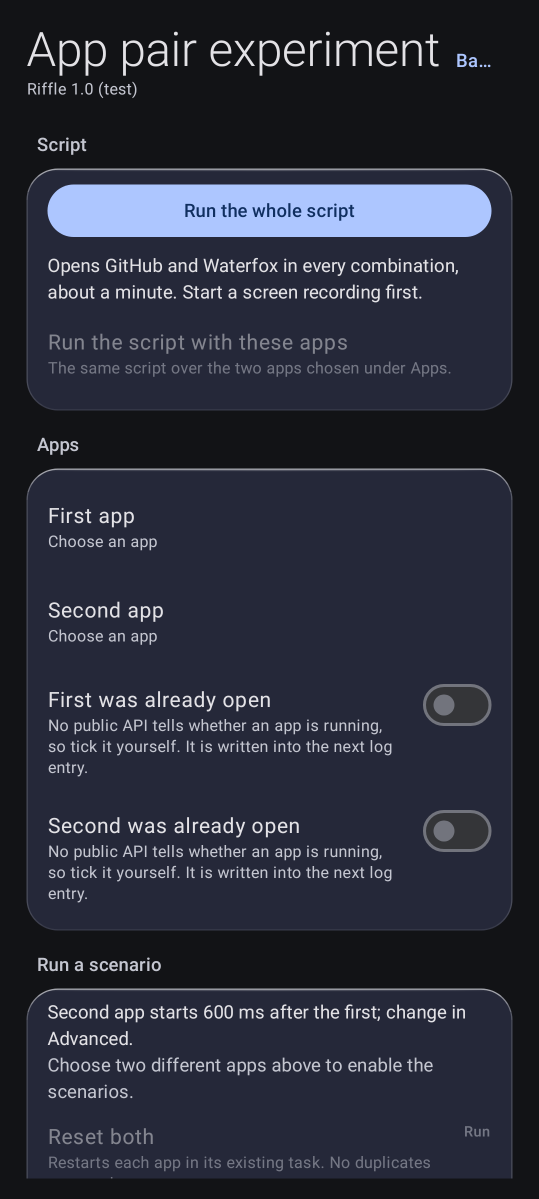 App pair experiment Ba...
Riffle 1.0 (test)
Script
Run the whole script
Opens GitHub and Waterfox in every combination,
about a minute. Start a screen recording first.
Run the script with these apps
The same script over the two apps chosen under Apps.
Apps
First app
Choose an app
Second app
Choose an app
First was already open
No public API tells whether an app is running,
so tick it yourself. It is written into the next log
entry.
Second was already open
No public API tells whether an app is running,
so tick it yourself. It is written into the next log
entry.
Run a scenario
Second app starts 600 ms after the first; change in
Advanced.
Choose two different apps above to enable the
scenarios.
Reset both Run
Restarts each app in its existing task. No duplicates